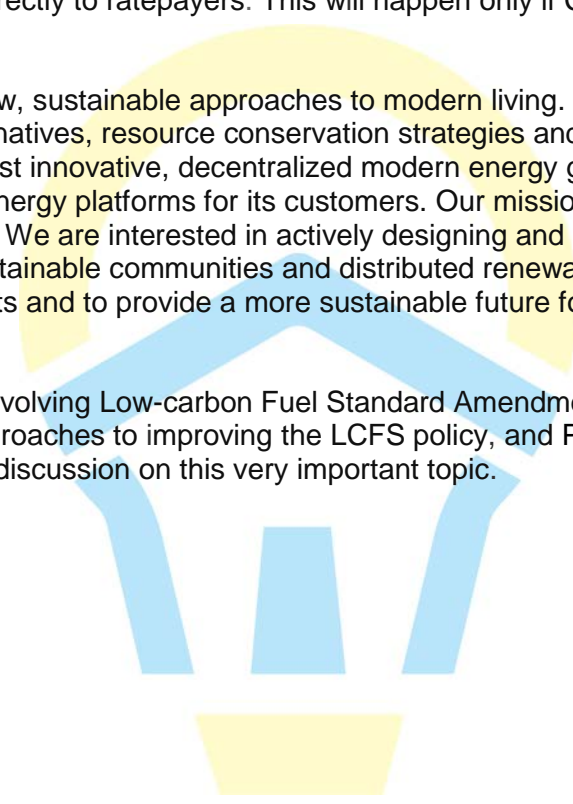 rectly to ratepayers. This will happen only if
w, sustainable approaches to modern living.
natives, resource conservation strategies and
st innovative, decentralized modern energy g
nergy platforms for its customers. Our missio
We are interested in actively designing and
tainable communities and distributed renewa
ts and to provide a more sustainable future fo
volving Low-carbon Fuel Standard Amendme
roaches to improving the LCFS policy, and
discussion on this very important topic.